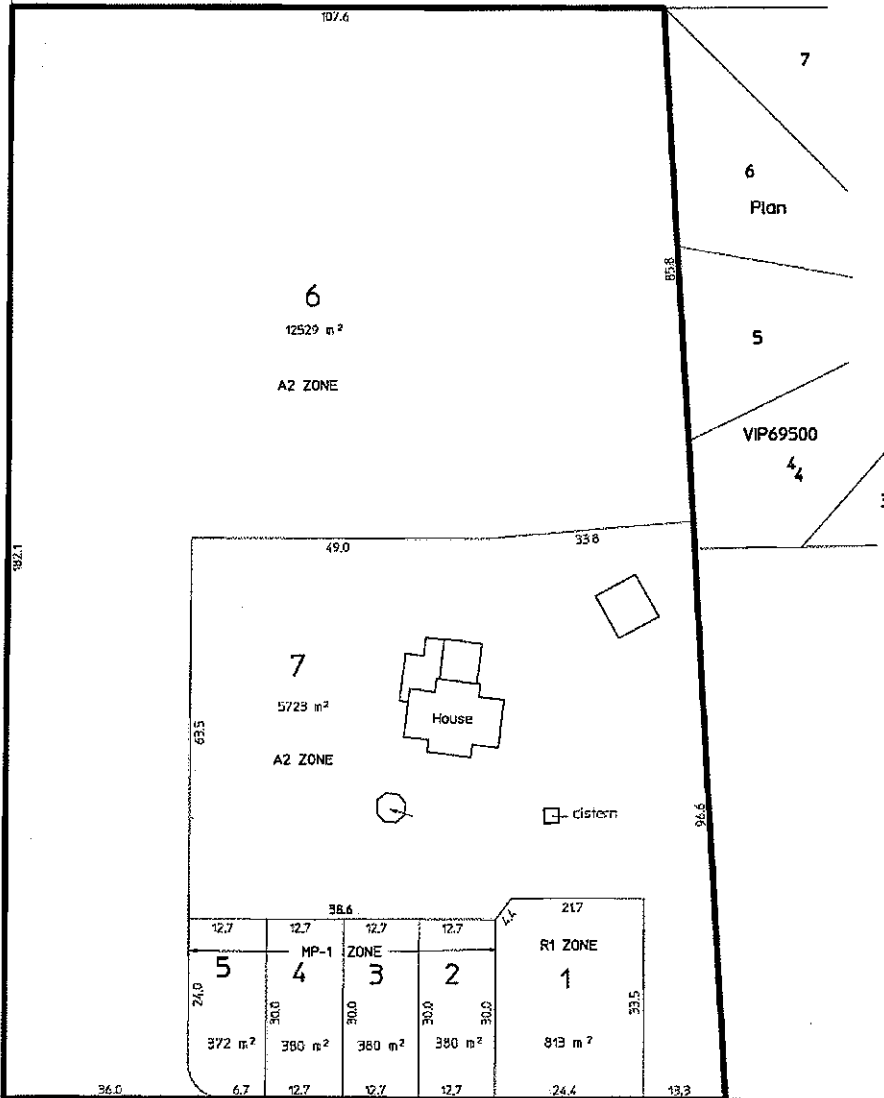 107.6
7
6
Plan
85.8
6
12529 m²
A2 ZONE
5
VIP69500
4
4
182.1
49.0
33.8
7
5723 m²
A2 ZONE
House
63.5
cistern
96.6
38.6
4.4
21.7
12.7
12.7
12.7
12.7
MP-1 ZONE
R1 ZONE
5
4
3
2
1
24.0
30.0
30.0
30.0
30.0
33.5
372 m²
380 m²
380 m²
380 m²
813 m²
36.0
6.7
12.7
12.7
12.7
24.4
13.3